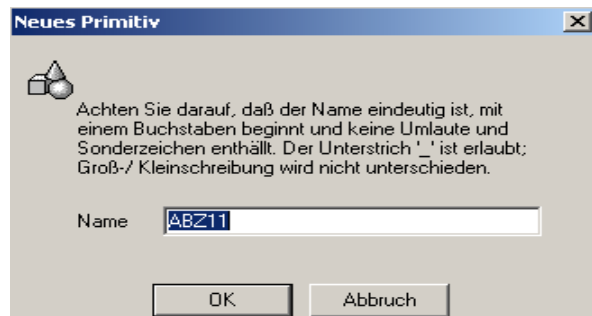 Neues Primitiv
Achten Sie darauf, daß der Name eindeutig ist, mit
einem Buchstaben beginnt und keine Umlaute und
Sonderzeichen enthällt. Der Unterstrich '_' ist erlaubt;
Groß-/ Kleinschreibung wird nicht unterschieden.
Name ABZ11
OK Abbruch